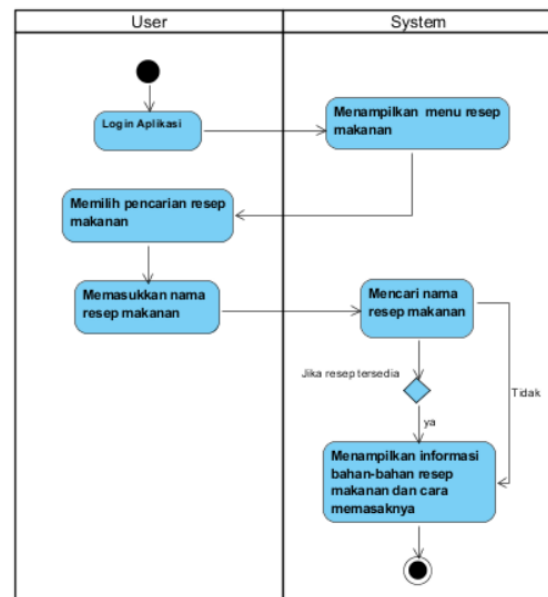 User
System
Login Aplikasi
Menampilkan menu resep
makanan
Memilih pencarian resep
makanan
Memasukkan nama
resep makanan
Mencari nama
resep makanan
Jika resep tersedia
Tidak
ya
Menampilkan informasi
bahan-bahan resep
makanan dan cara
memasaknya